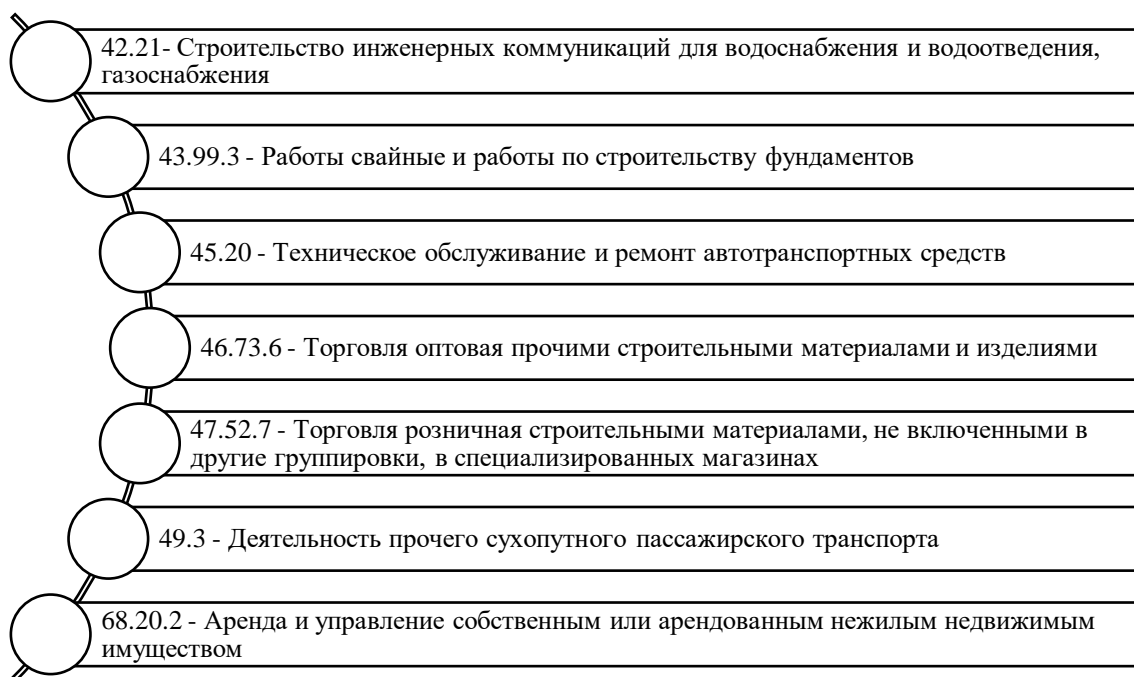 42.21- Строительство инженерных коммуникаций для водоснабжения и водоотведения,
газоснабжения
43.99.3 - Работы свайные и работы по строительству фундаментов
45.20 - Техническое обслуживание и ремонт автотранспортных средств
46.73.6 - Торговля оптовая прочими строительными материалами и изделиями
47.52.7 - Торговля розничная строительными материалами, не включенными в
другие группировки, в специализированных магазинах
49.3 - Деятельность прочего сухопутного пассажирского транспорта
68.20.2 - Аренда и управление собственным или арендованным нежилым недвижимым
имуществом